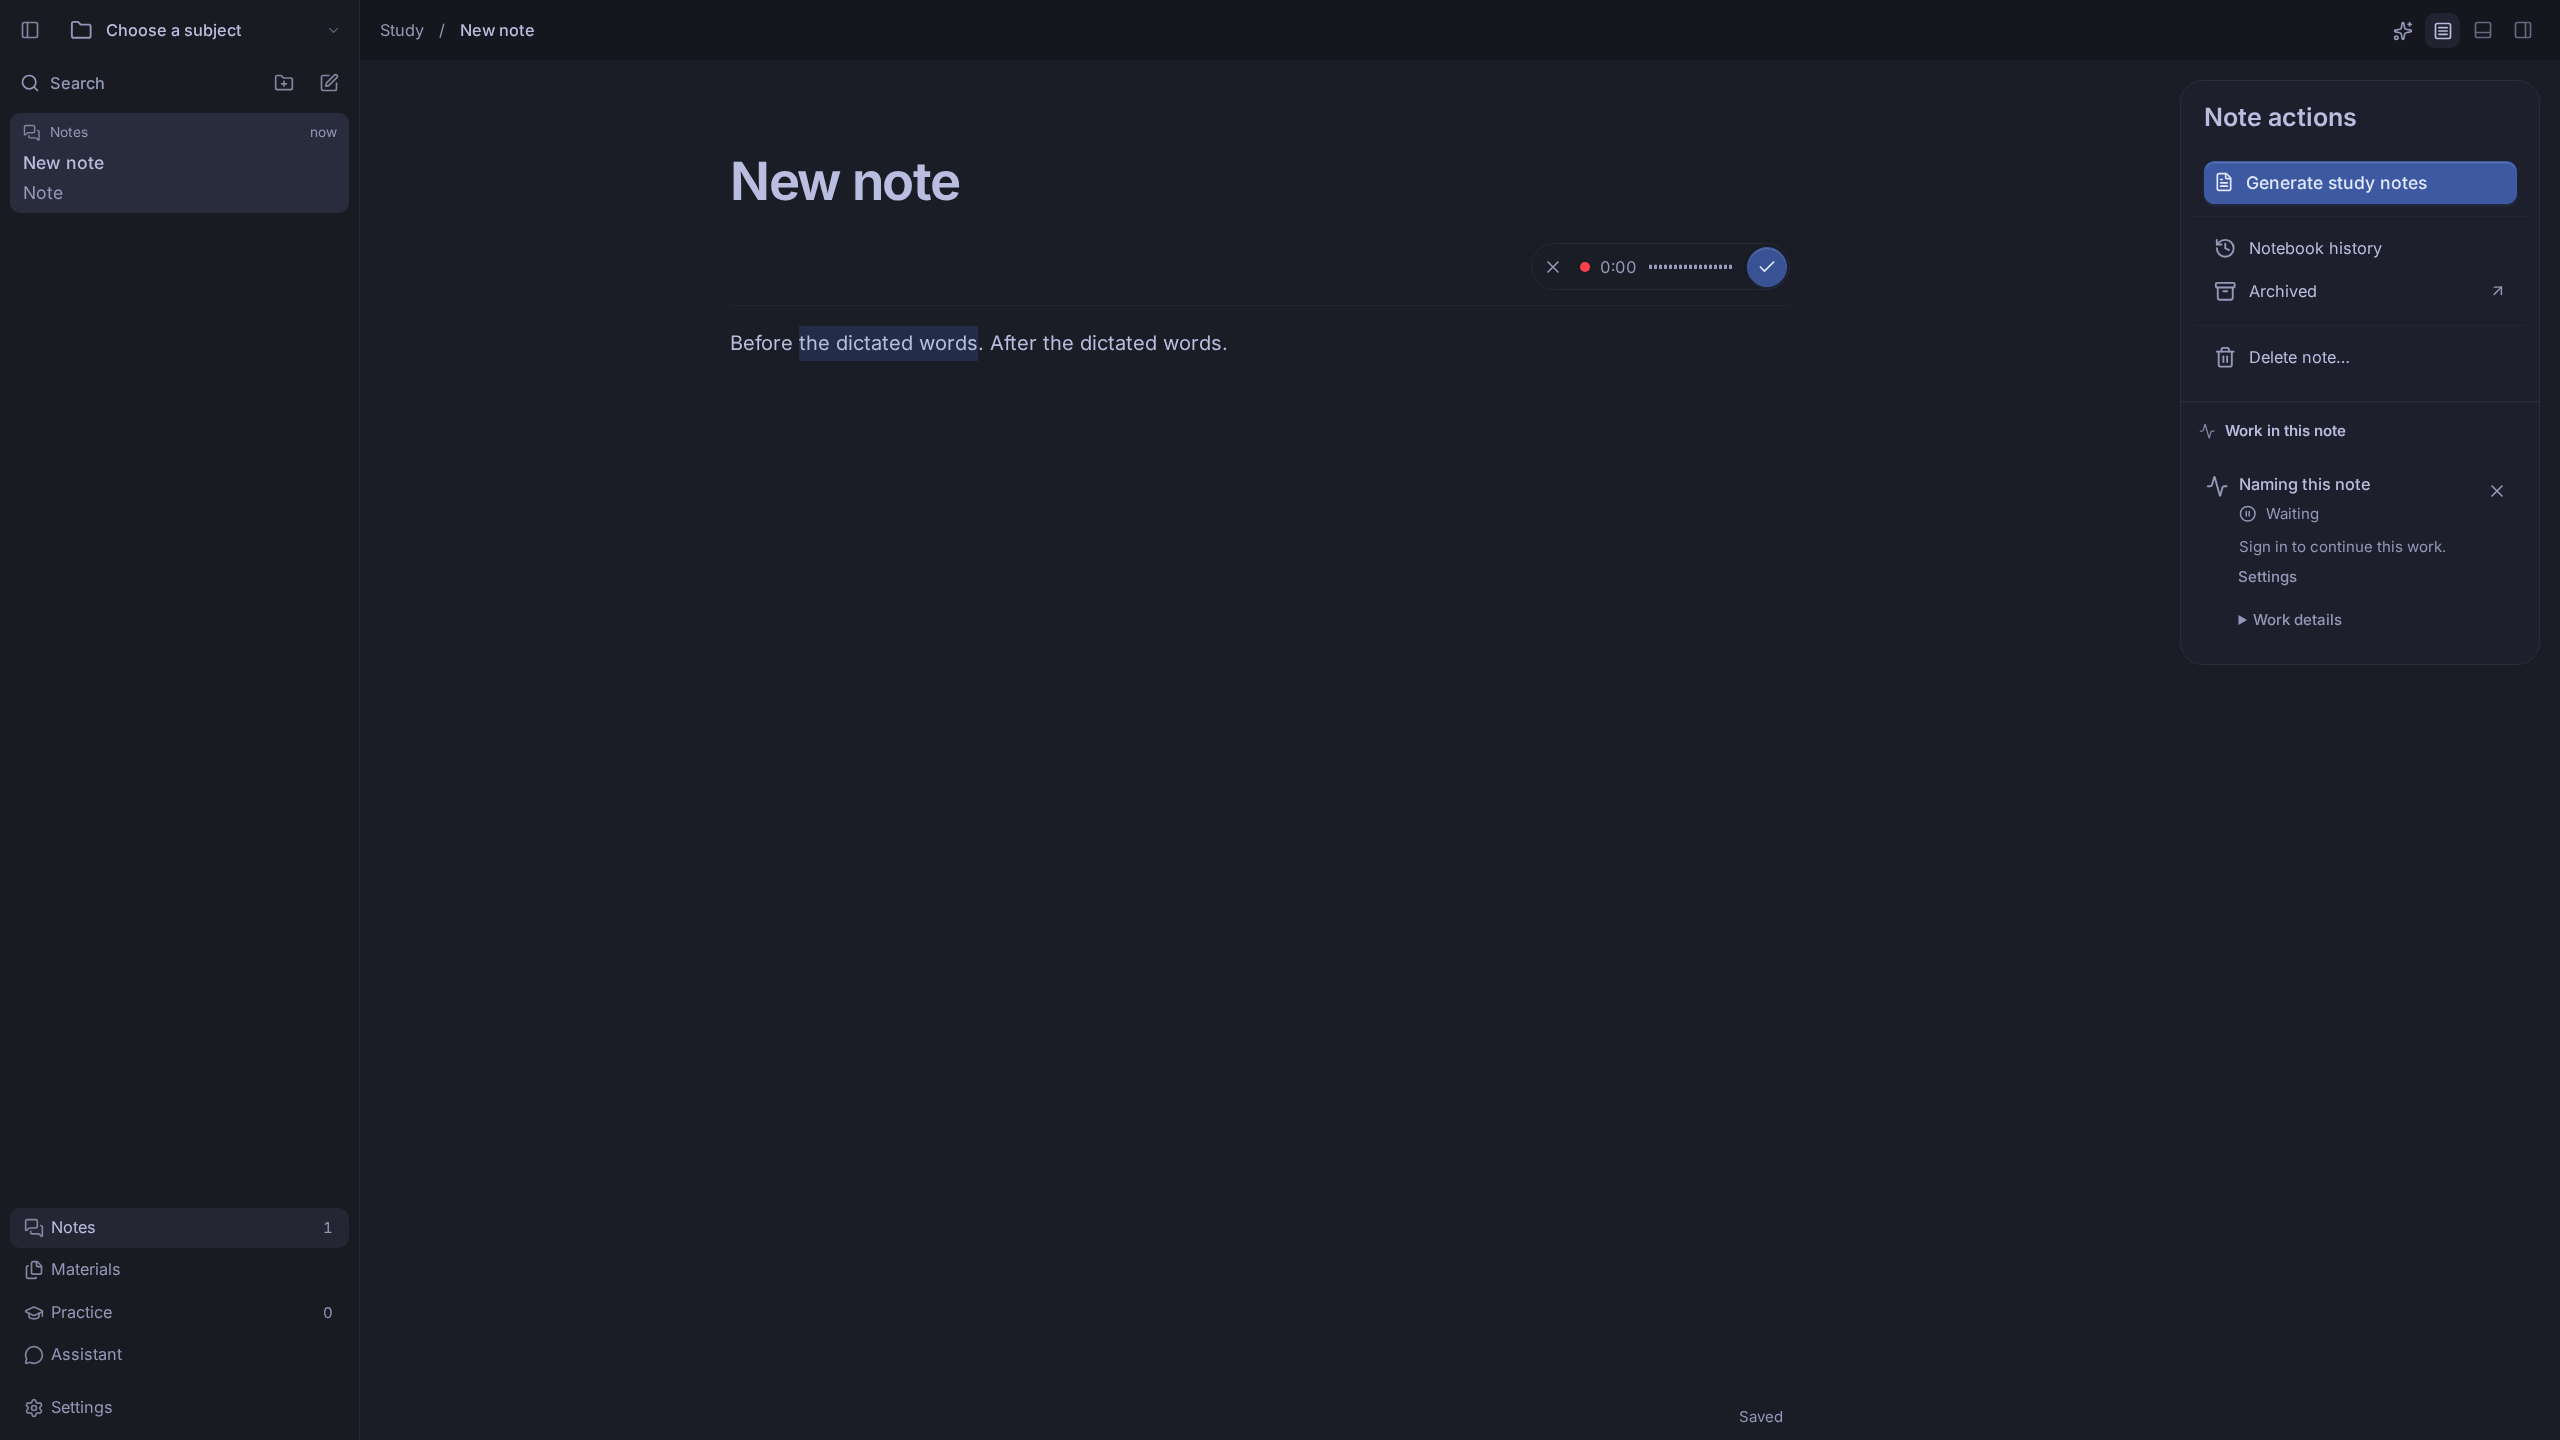 Choose a subject
Study / New note
Search
Notes now
New note
Note
New note
0:00
Before the dictated words. After the dictated words.
Note actions
Generate study notes
Notebook history
Archived
Delete note...
Work in this note
Naming this note
Waiting
Sign in to continue this work.
Settings
Work details
Notes 1
Materials
Practice 0
Assistant
Settings
Saved